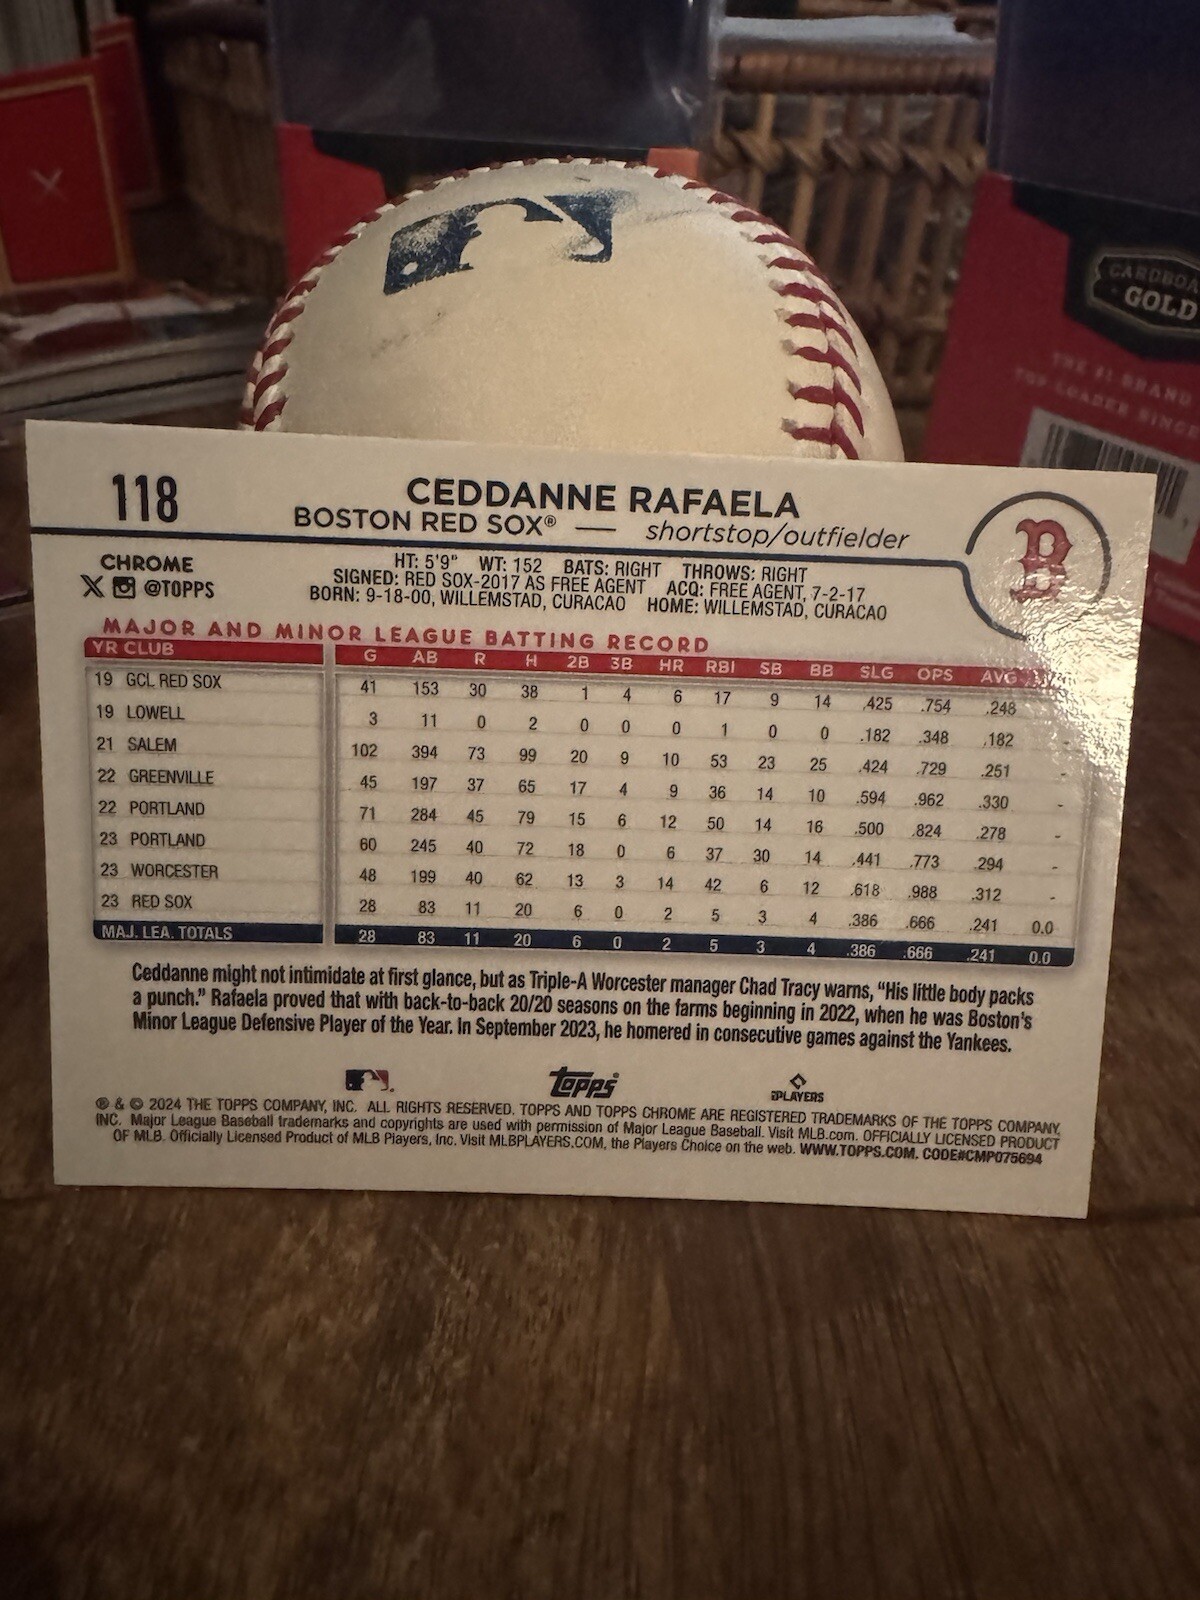 CARDBOA
GOLD
THE #1 BRAND
TOP LOADER
118
CEDDANNE RAFAELA
BOSTON RED SOX® — shortstop/outfielder
CHROME
X @TOPPS
HT: 5'9" WT: 152 BATS: RIGHT THROWS: RIGHT
SIGNED: RED SOX-2017 AS FREE AGENT ACQ: FREE AGENT, 7-2-17
BORN: 9-18-00, WILLEMSTAD, CURACAO HOME: WILLEMSTAD, CURACAO
B
MAJOR AND MINOR LEAGUE BATTING RECORD
YR CLUB G AB R H 2B 3B HR RBI SB BB SLG OPS AVG
19 GCL RED SOX 41 153 30 38 1 4 6 17 9 14 .425 .754 .248
19 LOWELL 3 11 0 2 0 0 0 1 0 0 .182 .348 .182 -
21 SALEM 102 394 73 99 20 9 10 53 23 25 .424 .729 .251 -
22 GREENVILLE 45 197 37 65 17 4 9 36 14 10 .594 .962 .330 -
22 PORTLAND 71 284 45 79 15 6 12 50 14 16 .500 .824 .278 -
23 PORTLAND 60 245 40 72 18 0 6 37 30 14 .441 .773 .294 -
23 WORCESTER 48 199 40 62 13 3 14 42 6 12 .618 .988 .312 -
23 RED SOX 28 83 11 20 6 0 2 5 3 4 .386 .666 .241 0.0
MAJ. LEA. TOTALS 28 83 11 20 6 0 2 5 3 4 .386 .666 .241 0.0
Ceddanne might not intimidate at first glance, but as Triple-A Worcester manager Chad Tracy warns, "His little body packs
a punch." Rafaela proved that with back-to-back 20/20 seasons on the farms beginning in 2022, when he was Boston's
Minor League Defensive Player of the Year. In September 2023, he homered in consecutive games against the Yankees.
topps
PLAYERS
® & © 2024 THE TOPPS COMPANY, INC. ALL RIGHTS RESERVED. TOPPS AND TOPPS CHROME ARE REGISTERED TRADEMARKS OF THE TOPPS COMPANY,
INC. Major League Baseball trademarks and copyrights are used with permission of Major League Baseball. Visit MLB.com. OFFICIALLY LICENSED PRODUCT
OF MLB. Officially Licensed Product of MLB Players, Inc. Visit MLBPLAYERS.COM, the Players Choice on the web. WWW.TOPPS.COM. CODE#CMP075694